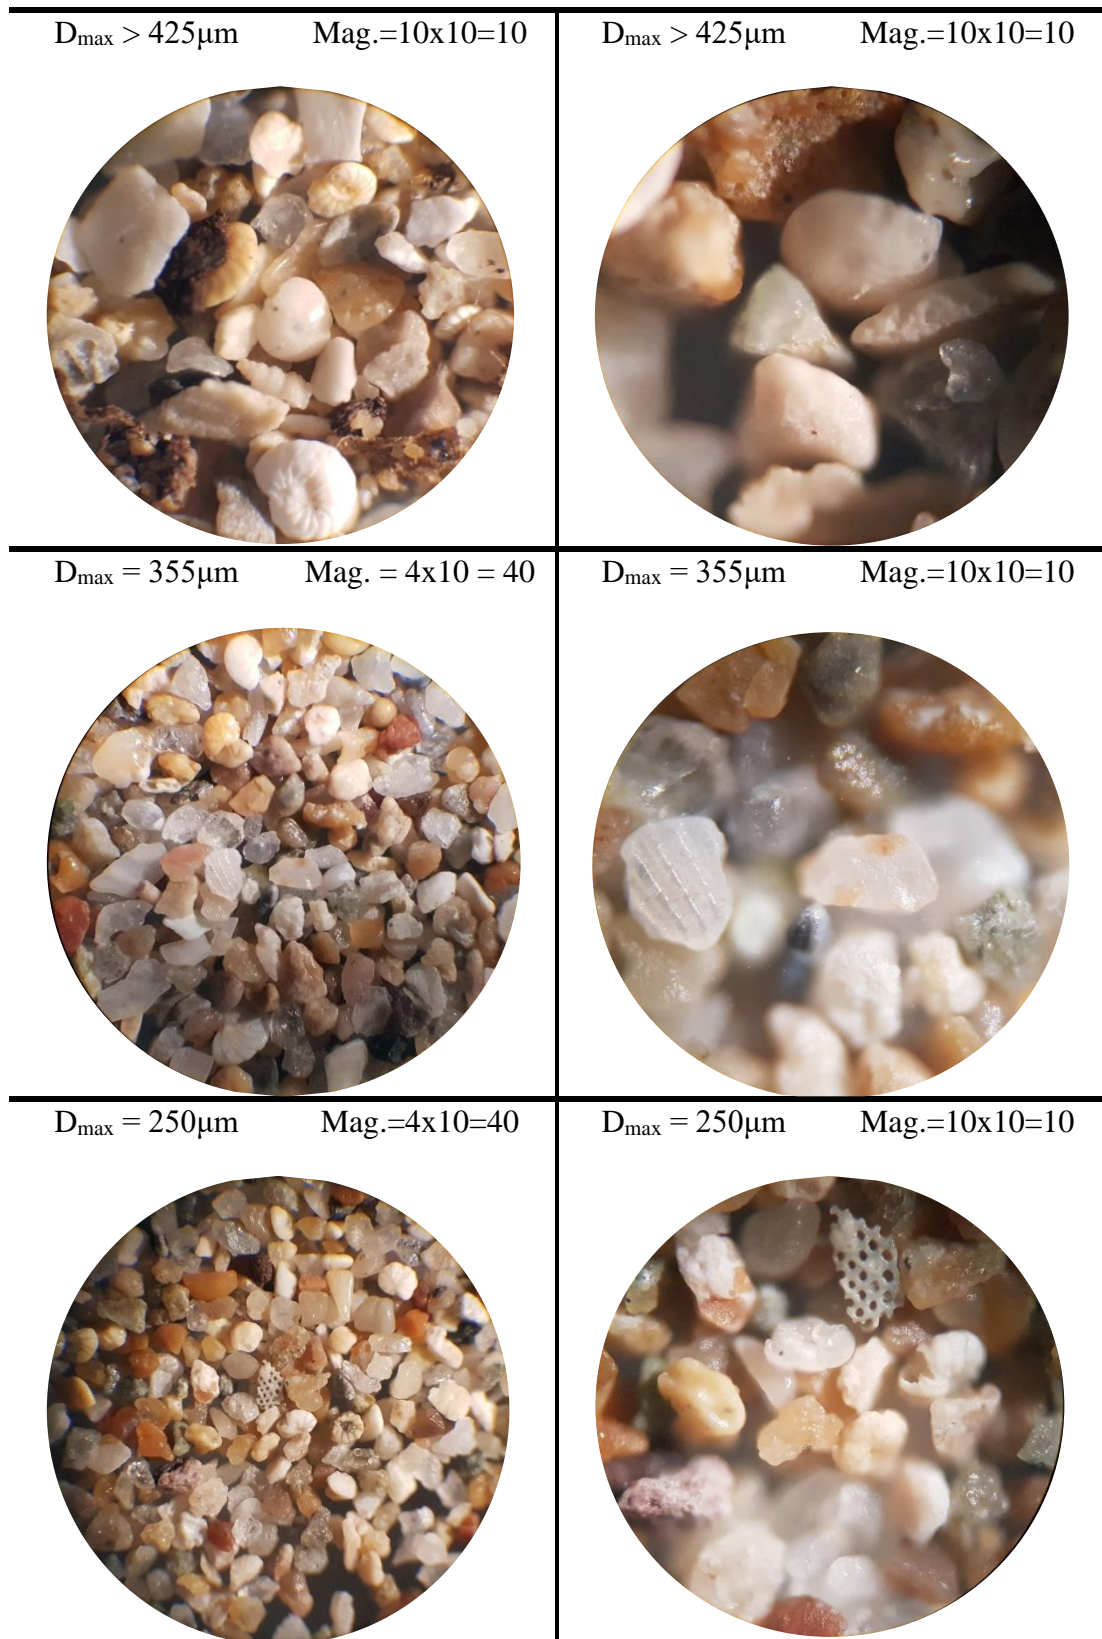 Dmax > 425μm Mag.=10x10=10
Dmax > 425μm Mag.=10x10=10
Dmax = 355μm Mag. = 4x10 = 40
Dmax = 355μm Mag.=10x10=10
Dmax = 250μm Mag.=4x10=40
Dmax = 250μm Mag.=10x10=10